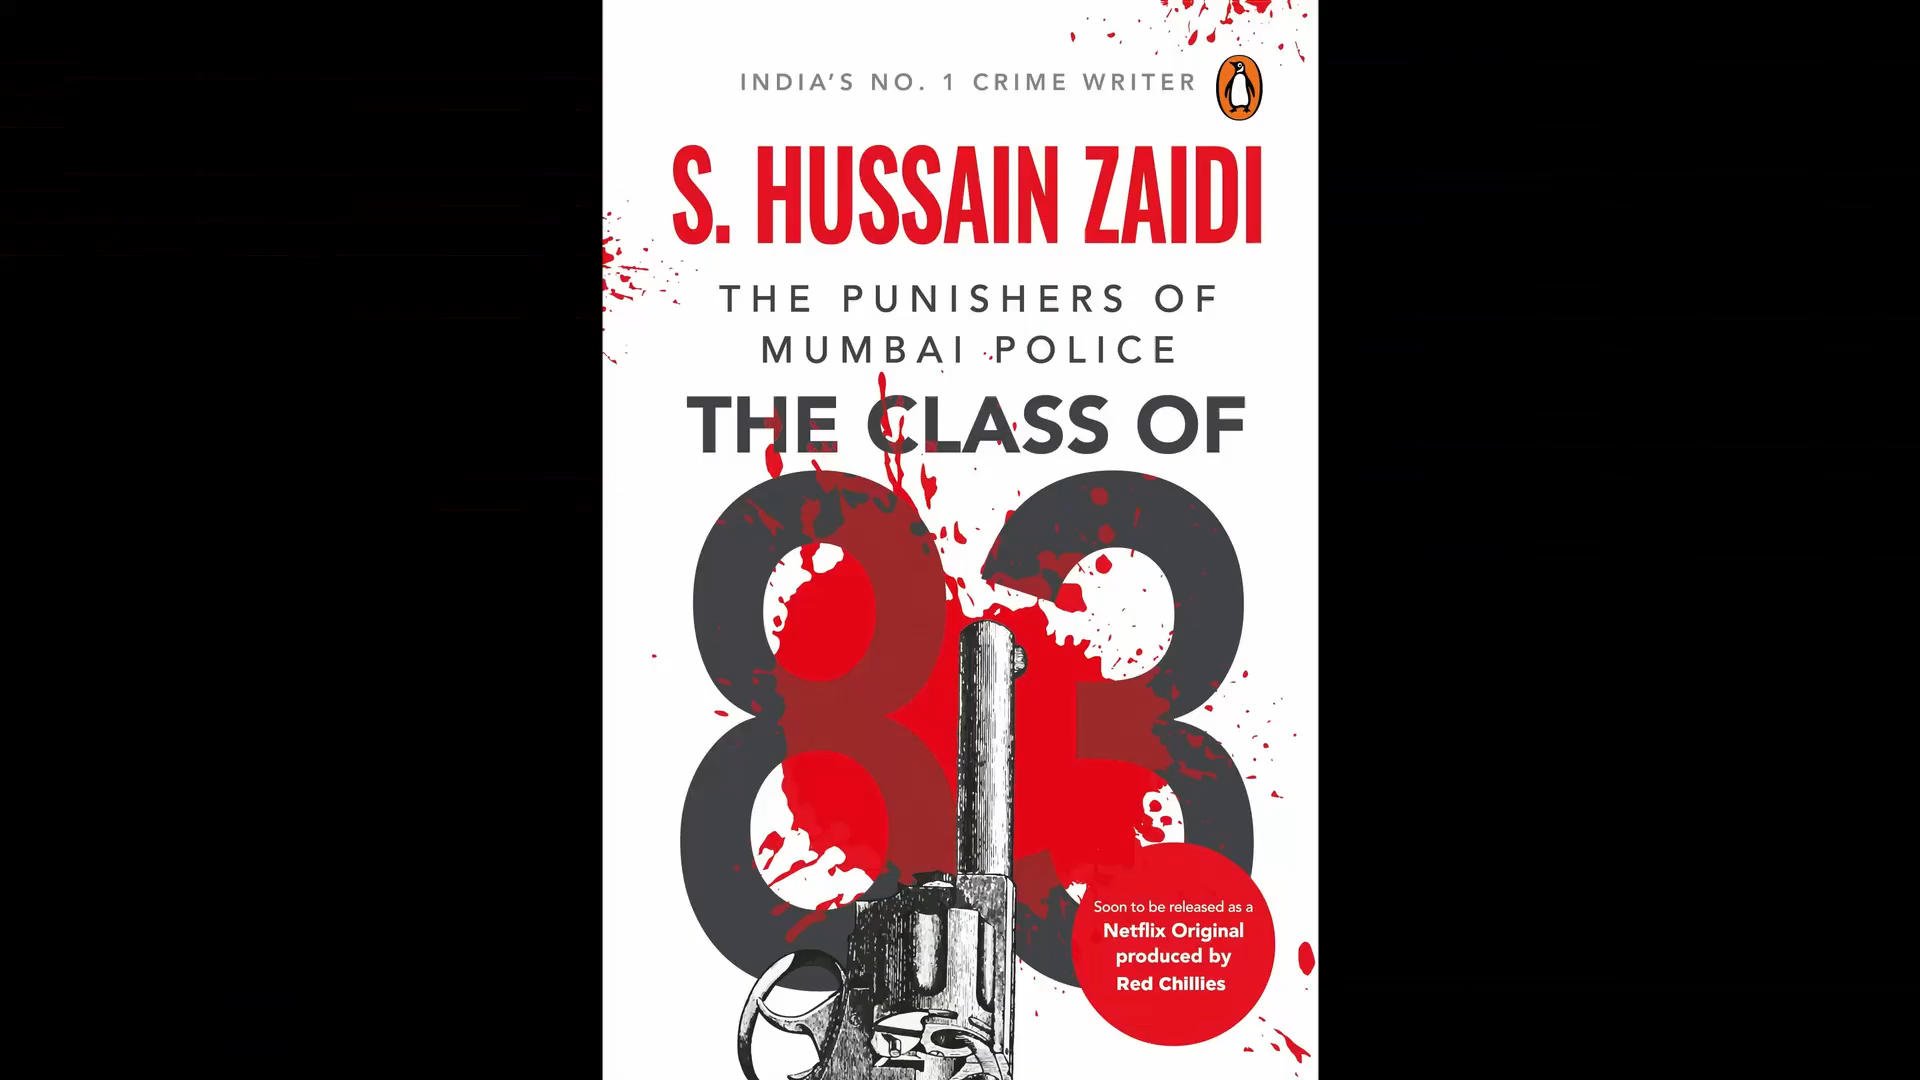 INDIA'S NO. 1 CRIME WRITER
S. HUSSAIN ZAIDI
THE PUNISHERS OF
MUMBAI POLICE
THE CLASS OF
83
Soon to be released as a
Netflix Original
produced by
Red Chillies